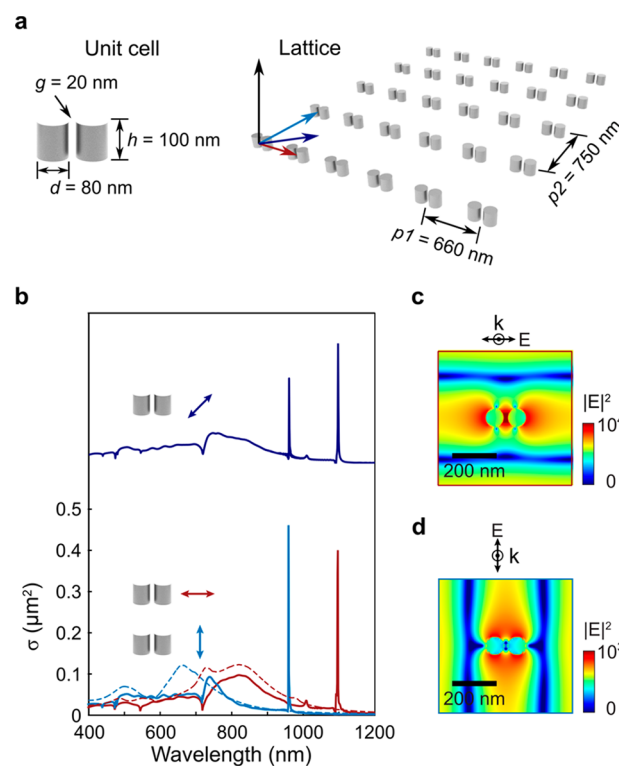 a
Unit cell
Lattice
g = 20 nm
h = 100 nm
d = 80 nm
p1 = 660 nm
p2 = 750 nm
b
0.5
0.4
0.3
0.2
0.1
0
σ (μm²)
400 600 800 1000 1200
Wavelength (nm)
c
k
E
|E|²
200 nm
0
d
E
k
|E|²
200 nm
0